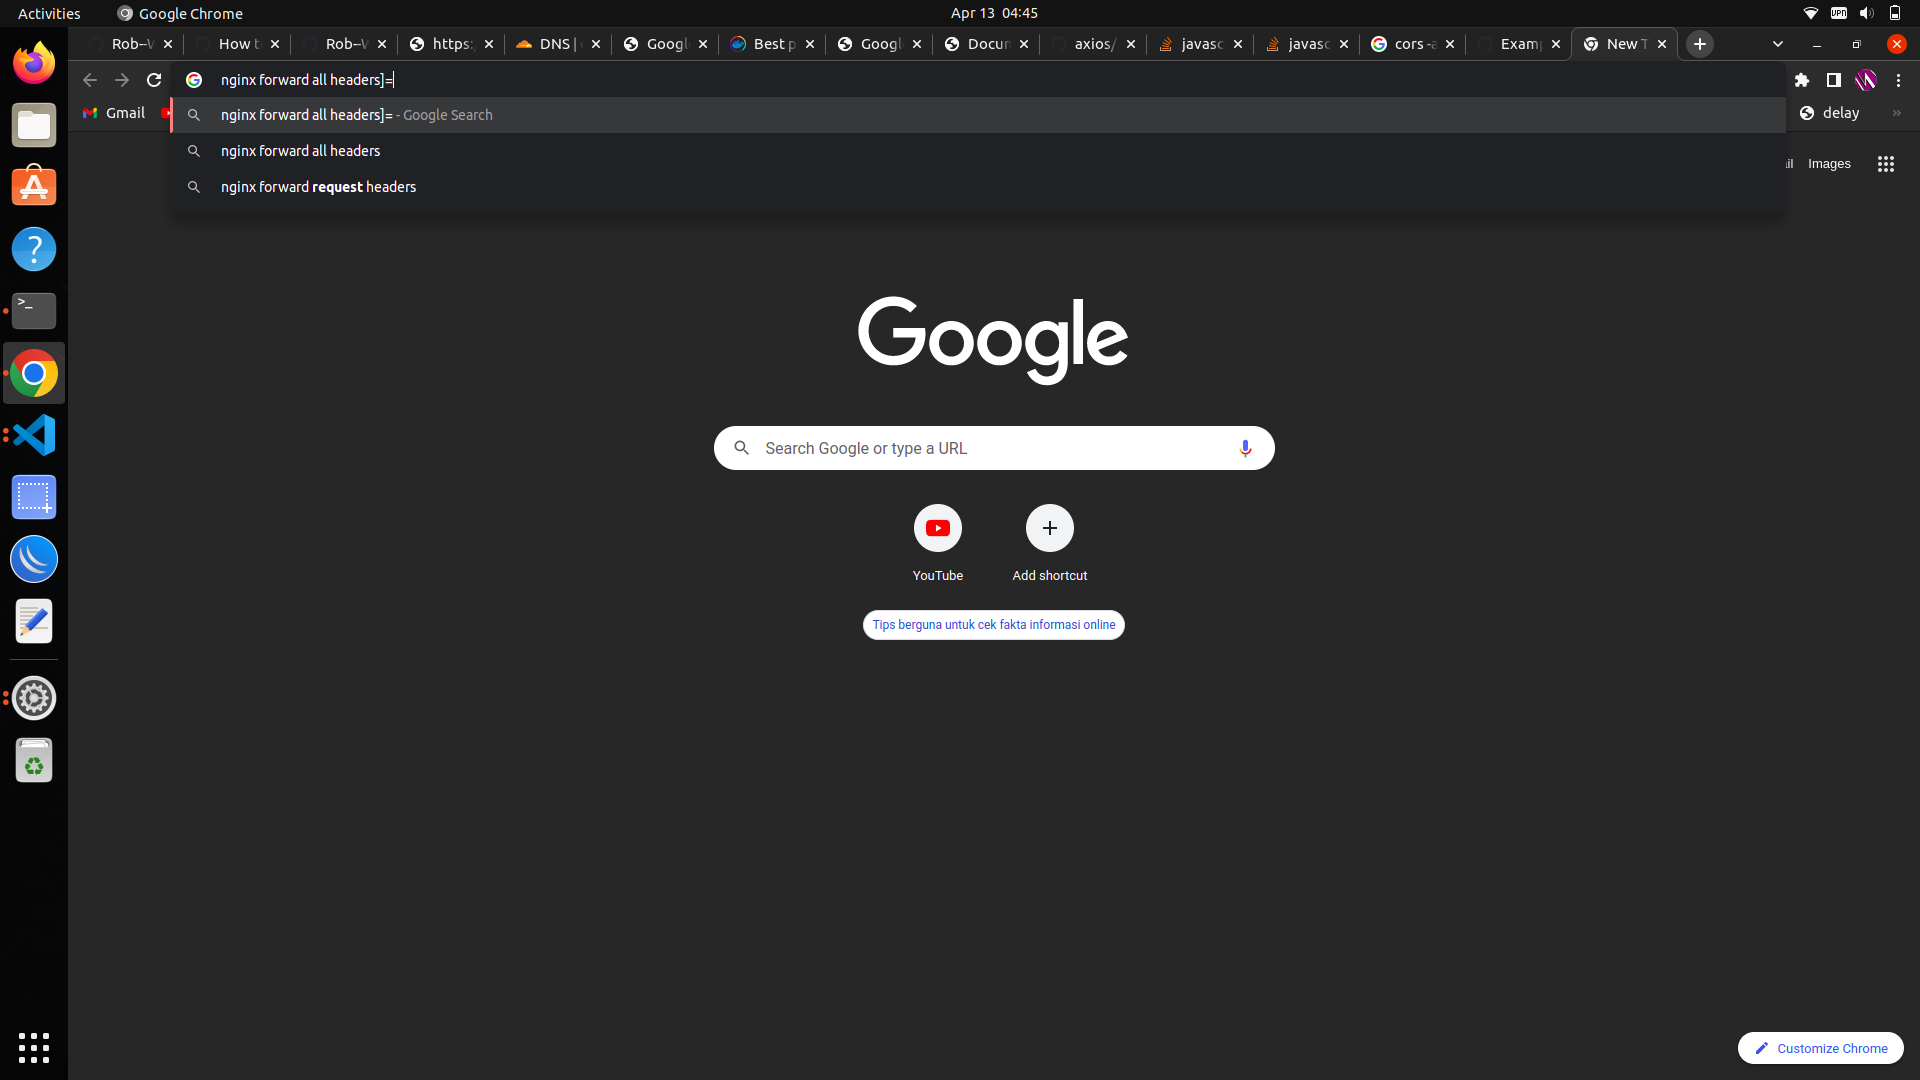 Activities
Google Chrome
Apr 13 04:45
VPN
Rob--V
How t
Rob--V
https:
DNS |
Googl
Best p
Googl
Docum
axios/
javasc
javasc
cors -a
Examp
New T
nginx forward all headers]=
Gmail
nginx forward all headers]= - Google Search
delay
»
nginx forward all headers
nginx forward request headers
il
Images
Google
Search Google or type a URL
YouTube
Add shortcut
Tips berguna untuk cek fakta informasi online
Customize Chrome